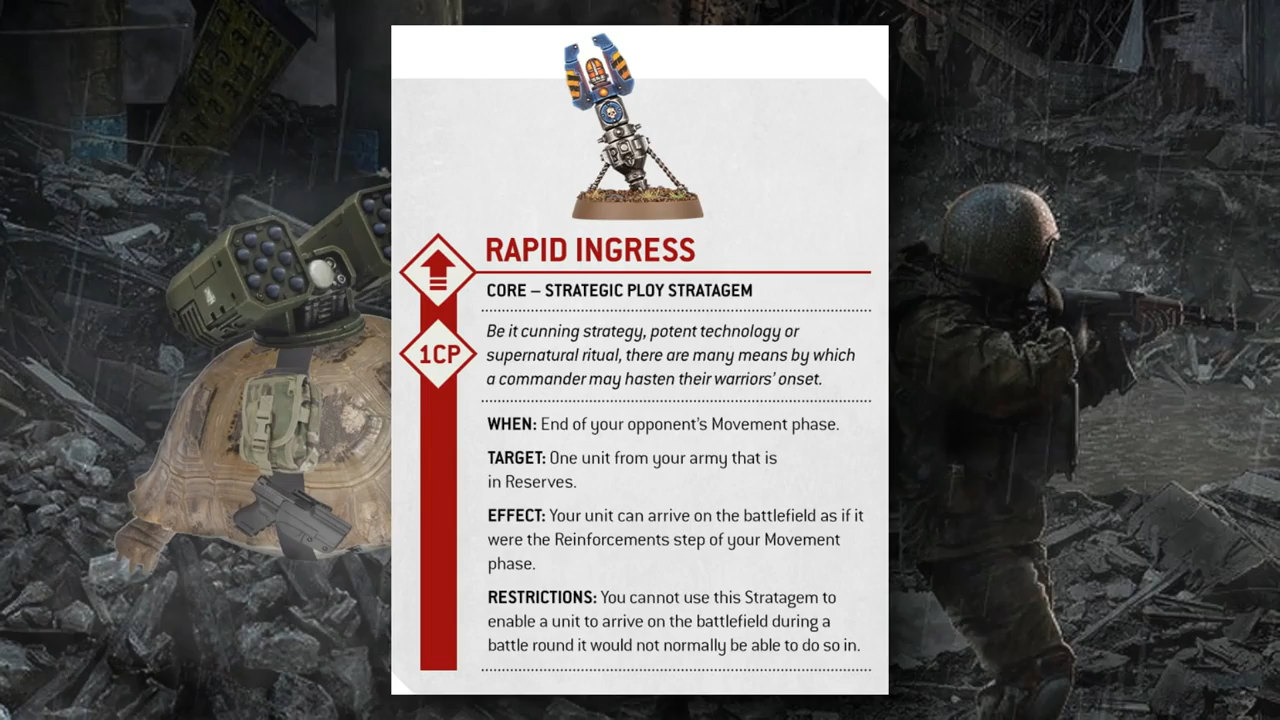 RAPID INGRESS
CORE – STRATEGIC PLOY STRATAGEM
1CP
Be it cunning strategy, potent technology or
supernatural ritual, there are many means by which
a commander may hasten their warriors' onset.
WHEN: End of your opponent's Movement phase.
TARGET: One unit from your army that is
in Reserves.
EFFECT: Your unit can arrive on the battlefield as if it
were the Reinforcements step of your Movement
phase.
RESTRICTIONS: You cannot use this Stratagem to
enable a unit to arrive on the battlefield during a
battle round it would not normally be able to do so in.